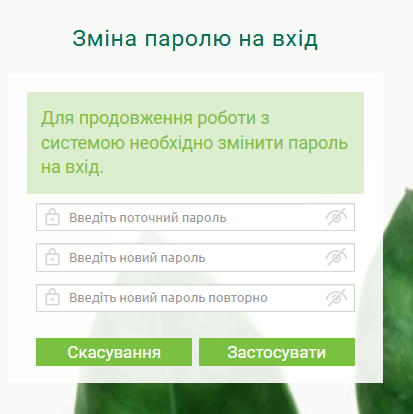 Зміна паролю на вхід
Для продовження роботи з
системою необхідно змінити пароль
на вхід.
Введіть поточний пароль
Введіть новий пароль
Введіть новий пароль повторно
Скасування Застосувати